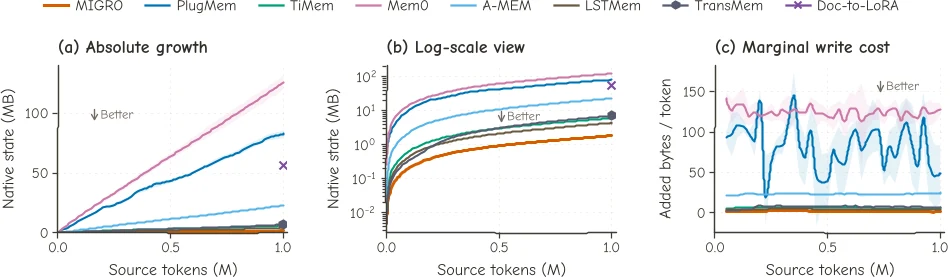 MIGRO PlugMem TiMem Mem0 A-MEM LSTMem TransMem Doc-to-LoRA
(a) Absolute growth
Native state (MB)
100
50
0
Better
0.0 0.5 1.0
Source tokens (M)
(b) Log-scale view
Native state (MB)
10²
10¹
10⁰
10⁻¹
10⁻²
Better
0.0 0.5 1.0
Source tokens (M)
(c) Marginal write cost
Added bytes / token
150
100
50
0
Better
0.0 0.5 1.0
Source tokens (M)